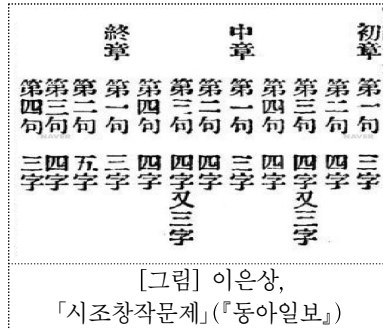 初章 第一句 三字
第二句 四字
第三句 四字又三字
第四句 四字
中章 第一句 三字
第二句 四字
第三句 四字又三字
第四句 四字
終章 第一句 三字
第二句 五字
第三句 四字
第四句 三字
[그림] 이은상,
「시조창작문제」(『동아일보』)